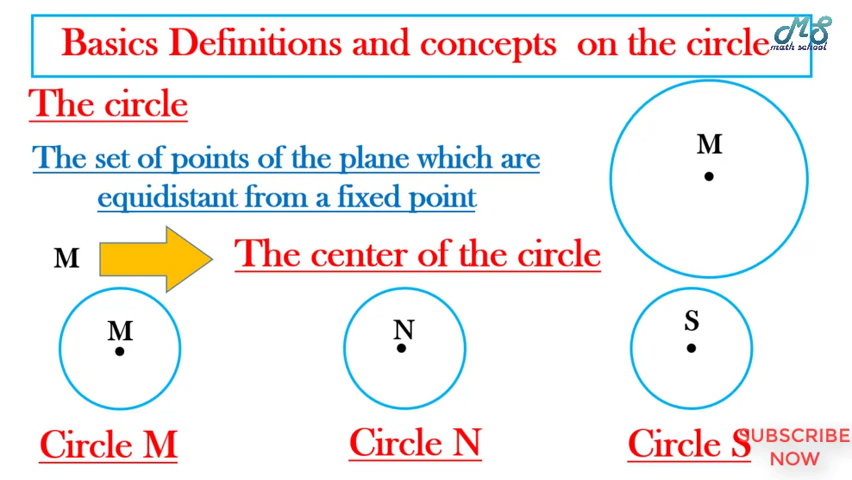 Basics Definitions and concepts on the circle
MS
math school
The circle
M
The set of points of the plane which are
equidistant from a fixed point
M
The center of the circle
M
N
S
Circle M
Circle N
Circle S
SUBSCRIBE
NOW